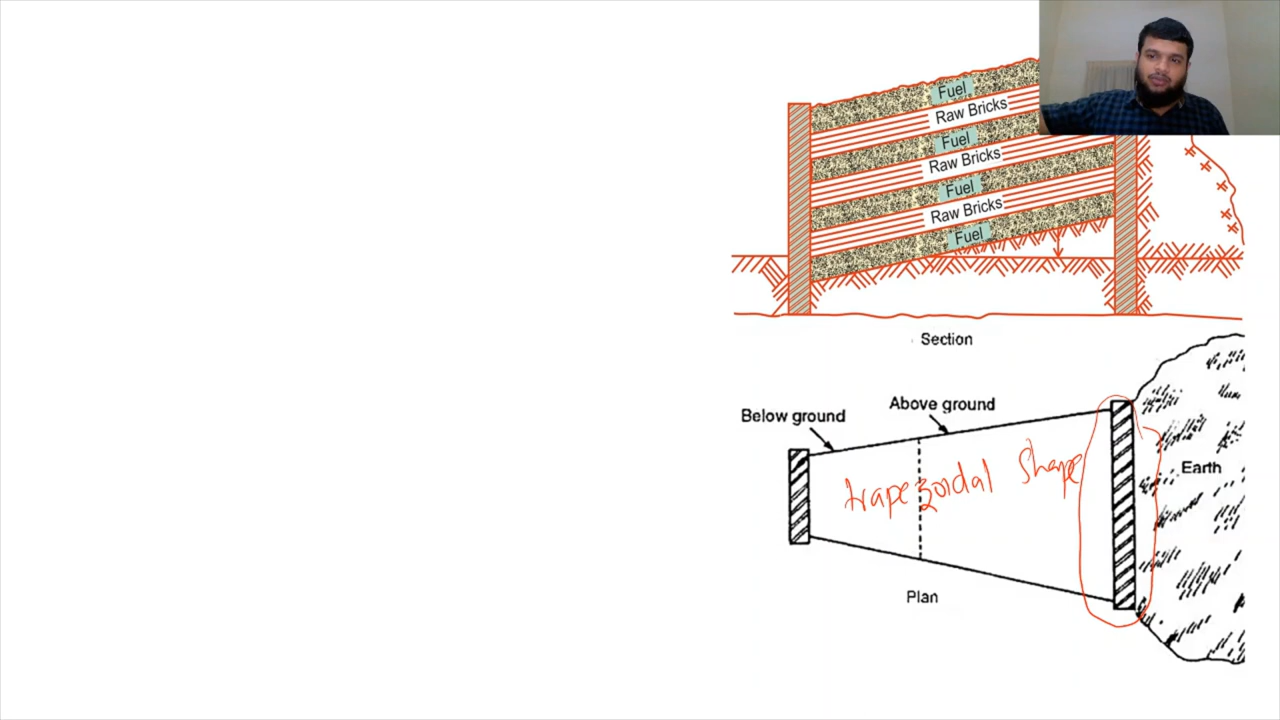 Fuel
Raw Bricks
Fuel
Raw Bricks
Fuel
Raw Bricks
Fuel
Section
Above ground
Below ground
trapezoidal shape
Earth
Plan